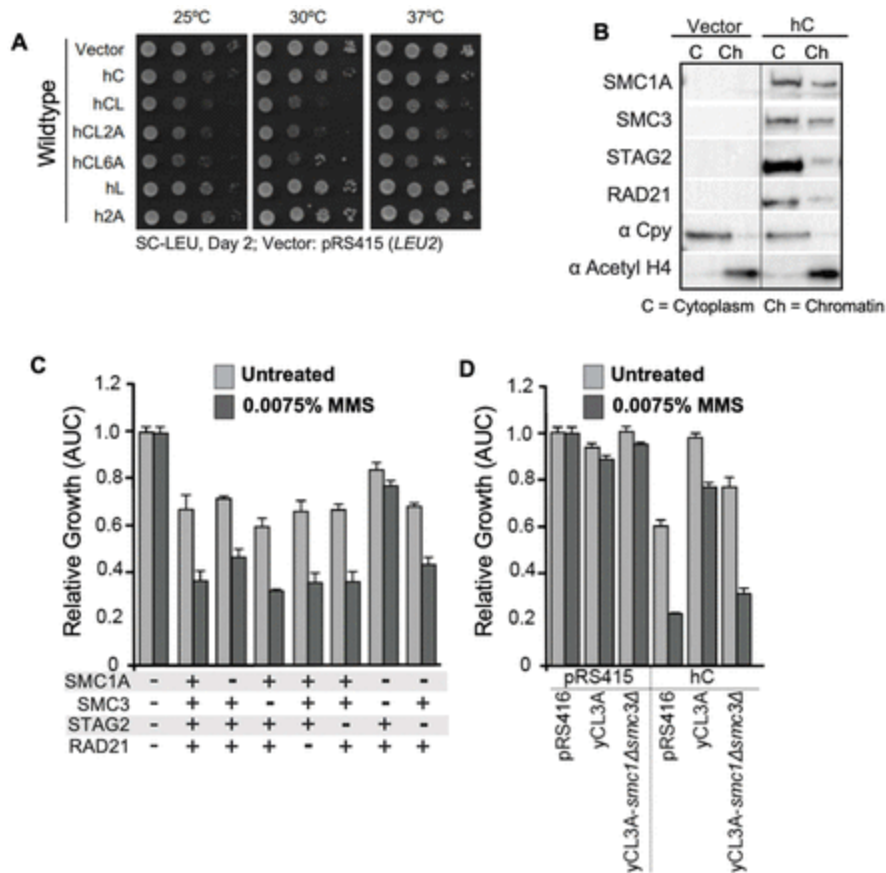 A
25ºC 30ºC 37ºC
Wildtype
Vector
hC
hCL
hCL2A
hCL6A
hL
h2A
SC-LEU, Day 2; Vector: pRS415 (LEU2)
B
Vector hC
C Ch C Ch
SMC1A
SMC3
STAG2
RAD21
α Cpy
α Acetyl H4
C = Cytoplasm Ch = Chromatin
C
Untreated
0.0075% MMS
Relative Growth (AUC)
1.2
1.0
0.8
0.6
0.4
0.2
0
SMC1A - + - + + + - -
SMC3 - + + - + + - +
STAG2 - + + + + - + -
RAD21 - + + + - + + +
D
Untreated
0.0075% MMS
Relative Growth (AUC)
1.2
1.0
0.8
0.6
0.4
0.2
0
pRS415 hC
pRS416
yCL3A
yCL3A-smc1Δsmc3Δ
pRS416
yCL3A
yCL3A-smc1Δsmc3Δ